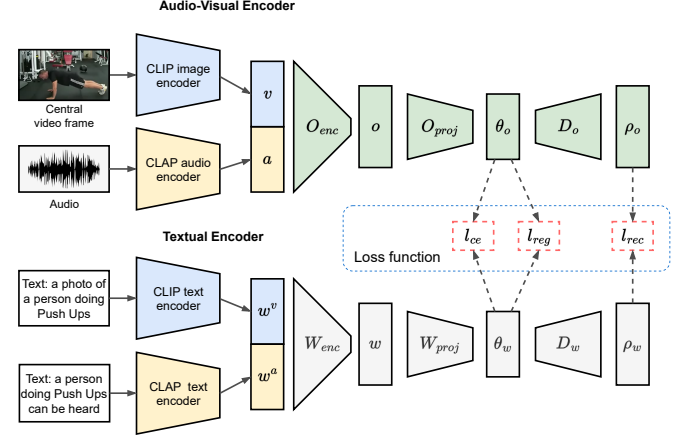 Audio-Visual Encoder
CLIP image
encoder
Central
video frame
v
a
CLAP audio
encoder
Audio
O_enc
o
O_proj
θ_o
D_o
ρ_o
l_ce
l_reg
l_rec
Loss function
Textual Encoder
Text: a photo of
a person doing
Push Ups
CLIP text
encoder
w^v
w^a
Text: a person
doing Push Ups
can be heard
CLAP text
encoder
W_enc
w
W_proj
θ_w
D_w
ρ_w